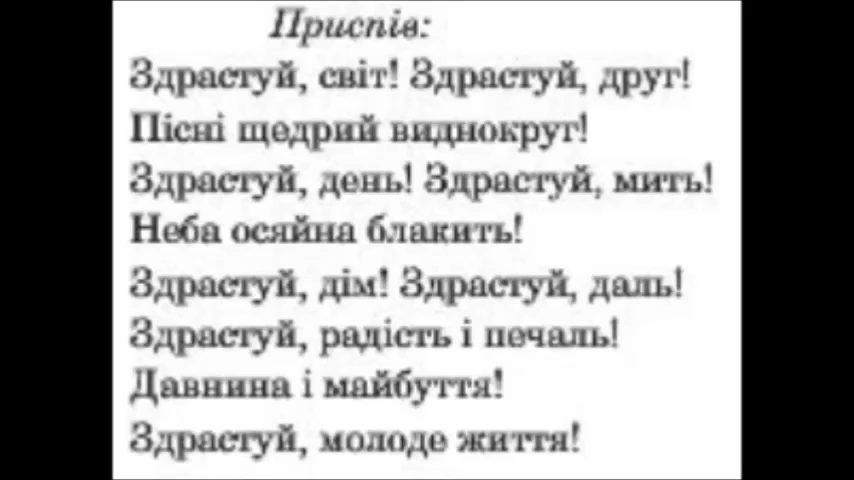 Приспів:
Здрастуй, світ! Здрастуй, друг!
Пісні щедрий виднокруг!
Здрастуй, день! Здрастуй, мить!
Неба осяйна блакить!
Здрастуй, дім! Здрастуй, даль!
Здрастуй, радість і печаль!
Давнина і майбуття!
Здрастуй, молоде життя!